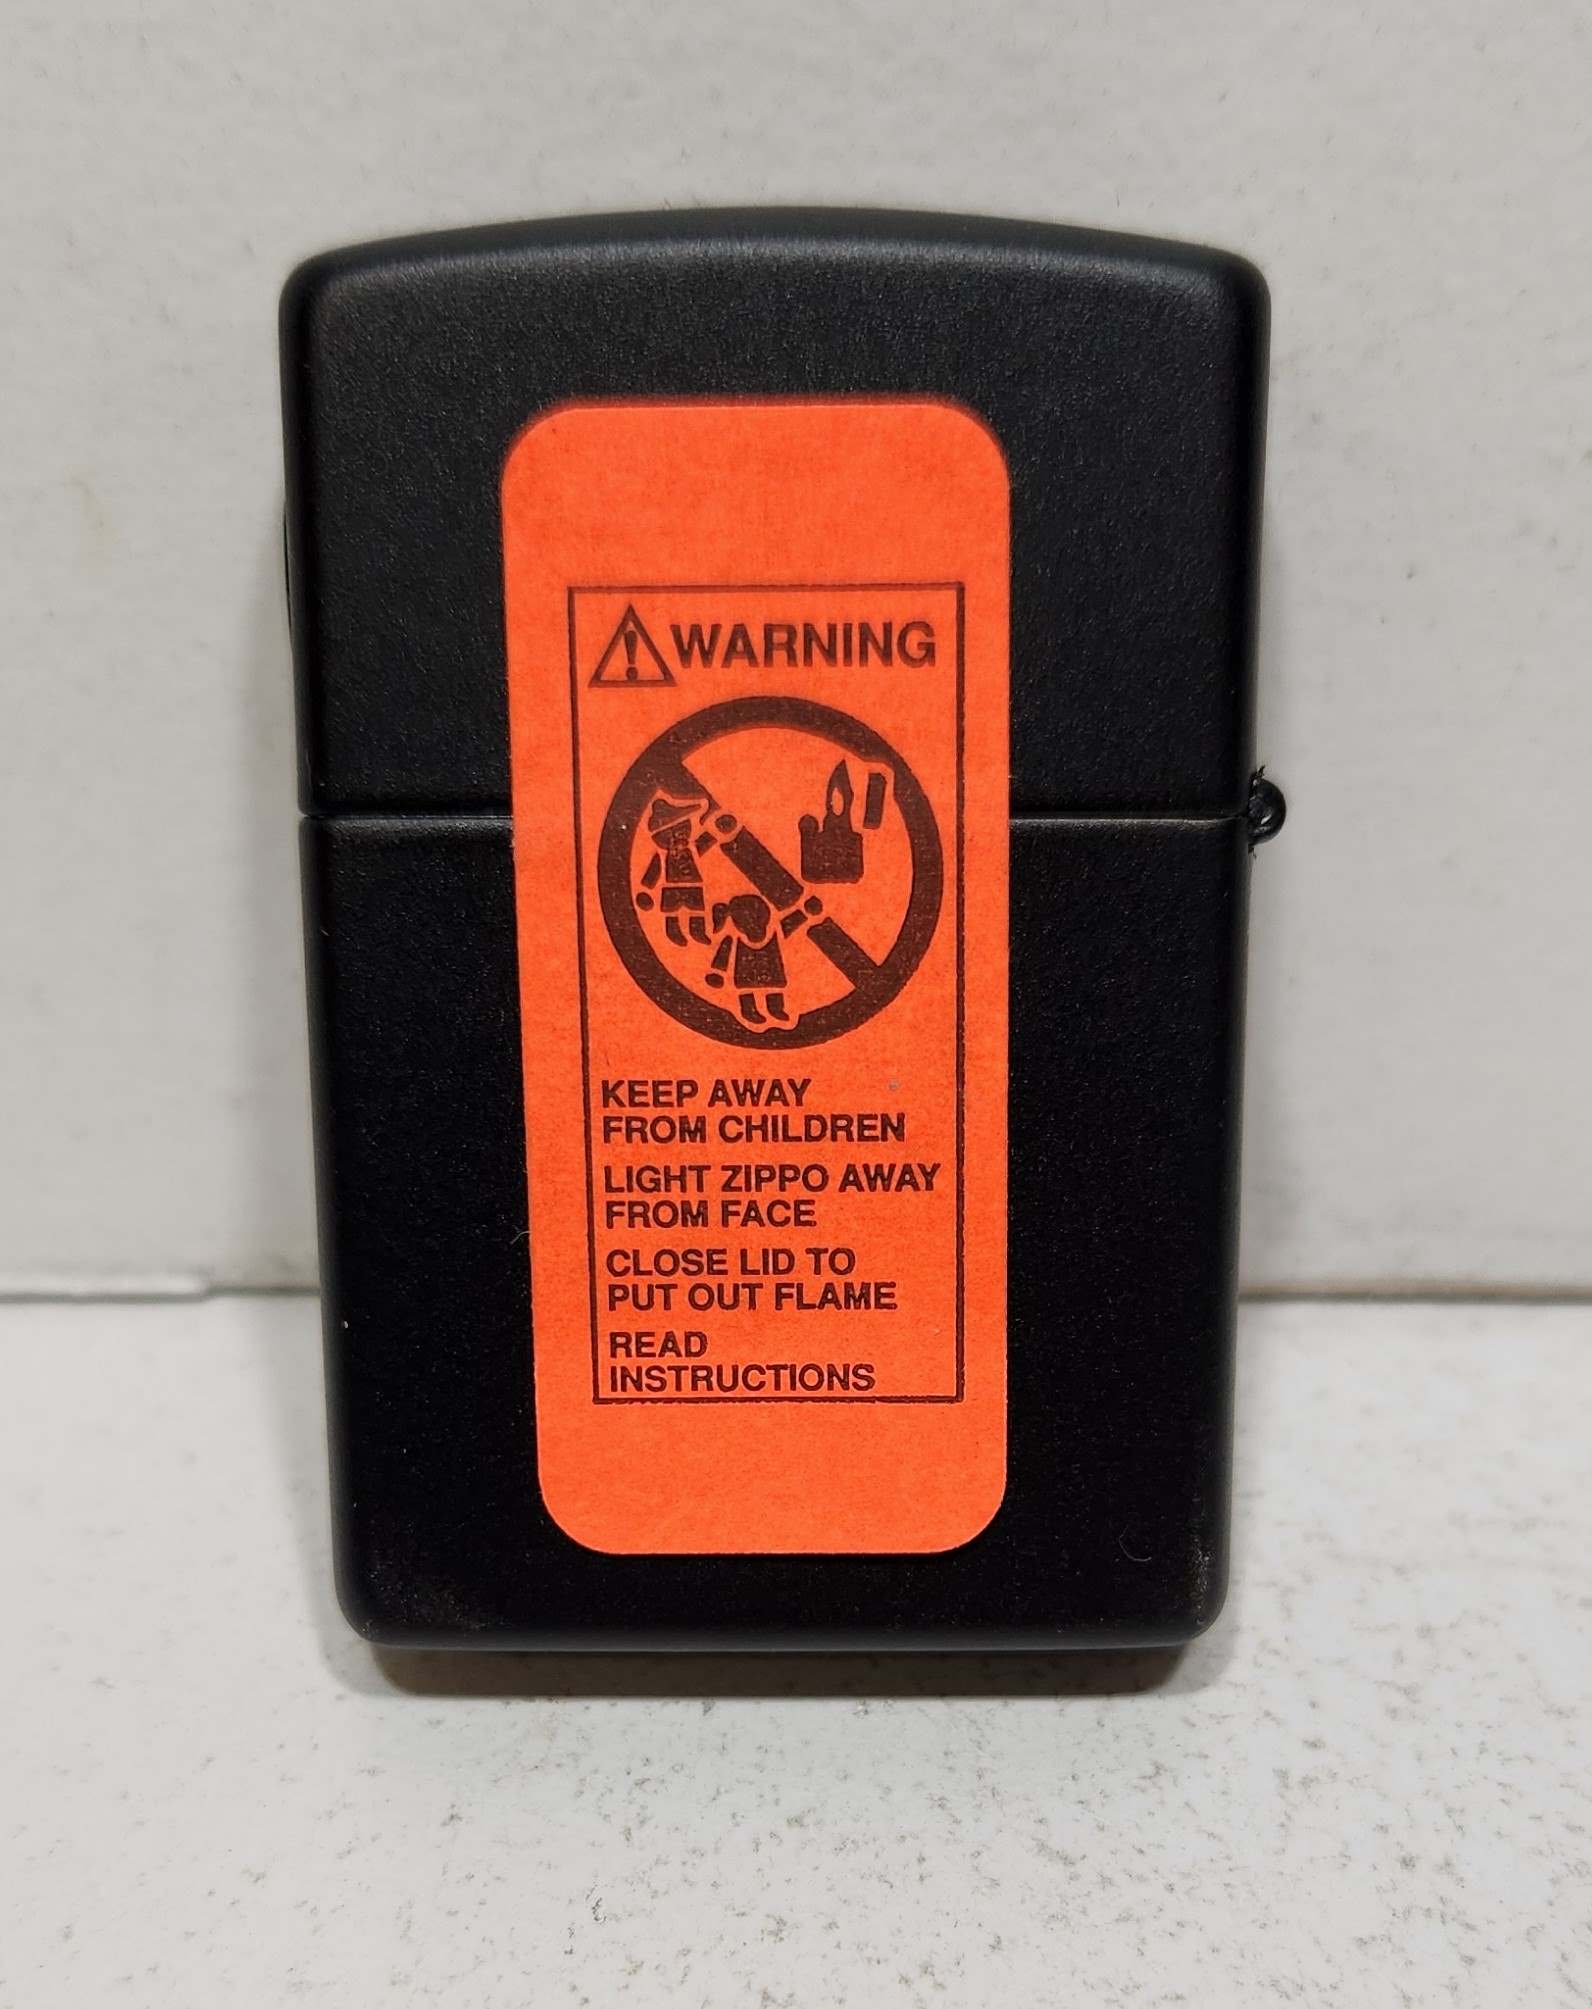 WARNING
KEEP AWAY
FROM CHILDREN
LIGHT ZIPPO AWAY
FROM FACE
CLOSE LID TO
PUT OUT FLAME
READ
INSTRUCTIONS